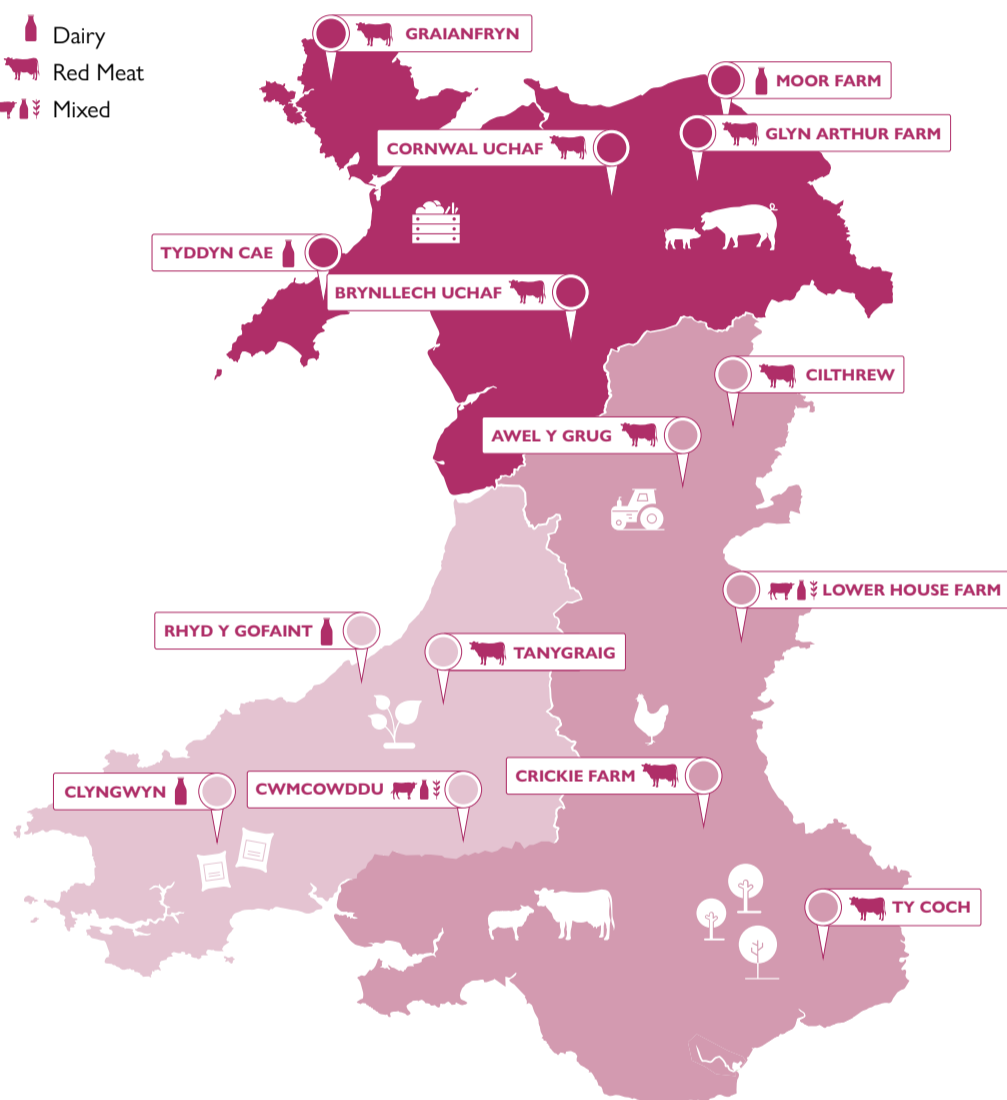 Dairy
Red Meat
Mixed
GRAIANFRYN
MOOR FARM
GLYN ARTHUR FARM
CORNWAL UCHAF
TYDDYN CAE
BRYNLLECH UCHAF
CILTHREW
AWEL Y GRUG
LOWER HOUSE FARM
RHYD Y GOFAINT
TANYGRAIG
CRICKIE FARM
CLYNGWYN
CWMCOWDDU
TY COCH